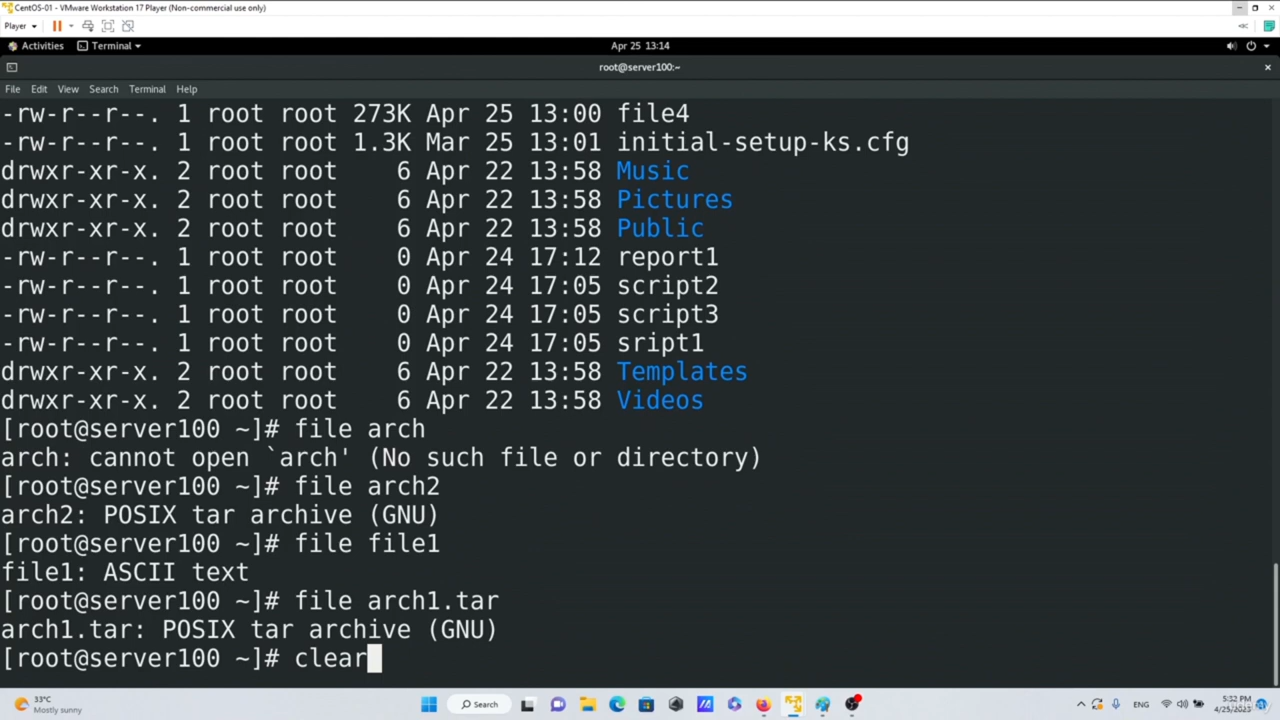 CentOS-01 - VMware Workstation 17 Player (Non-commercial use only)
Player
Activities Terminal Apr 25 13:14
root@server100:~
File Edit View Search Terminal Help
-rw-r--r--. 1 root root 273K Apr 25 13:00 file4
-rw-r--r--. 1 root root 1.3K Mar 25 13:01 initial-setup-ks.cfg
drwxr-xr-x. 2 root root 6 Apr 22 13:58 Music
drwxr-xr-x. 2 root root 6 Apr 22 13:58 Pictures
drwxr-xr-x. 2 root root 6 Apr 22 13:58 Public
-rw-r--r--. 1 root root 0 Apr 24 17:12 report1
-rw-r--r--. 1 root root 0 Apr 24 17:05 script2
-rw-r--r--. 1 root root 0 Apr 24 17:05 script3
-rw-r--r--. 1 root root 0 Apr 24 17:05 sript1
drwxr-xr-x. 2 root root 6 Apr 22 13:58 Templates
drwxr-xr-x. 2 root root 6 Apr 22 13:58 Videos
[root@server100 ~]# file arch
arch: cannot open `arch' (No such file or directory)
[root@server100 ~]# file arch2
arch2: POSIX tar archive (GNU)
[root@server100 ~]# file file1
file1: ASCII text
[root@server100 ~]# file arch1.tar
arch1.tar: POSIX tar archive (GNU)
[root@server100 ~]# clear
33°C
Mostly sunny
Search
ENG
5:32 PM
4/25/2023